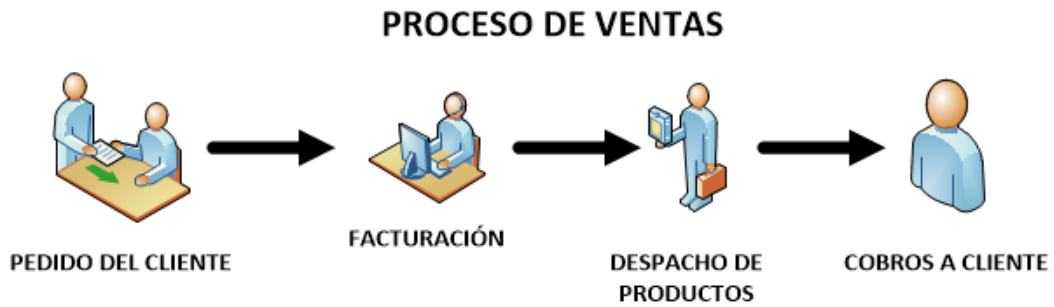 PROCESO DE VENTAS
PEDIDO DEL CLIENTE
FACTURACIÓN
DESPACHO DE
PRODUCTOS
COBROS A CLIENTE